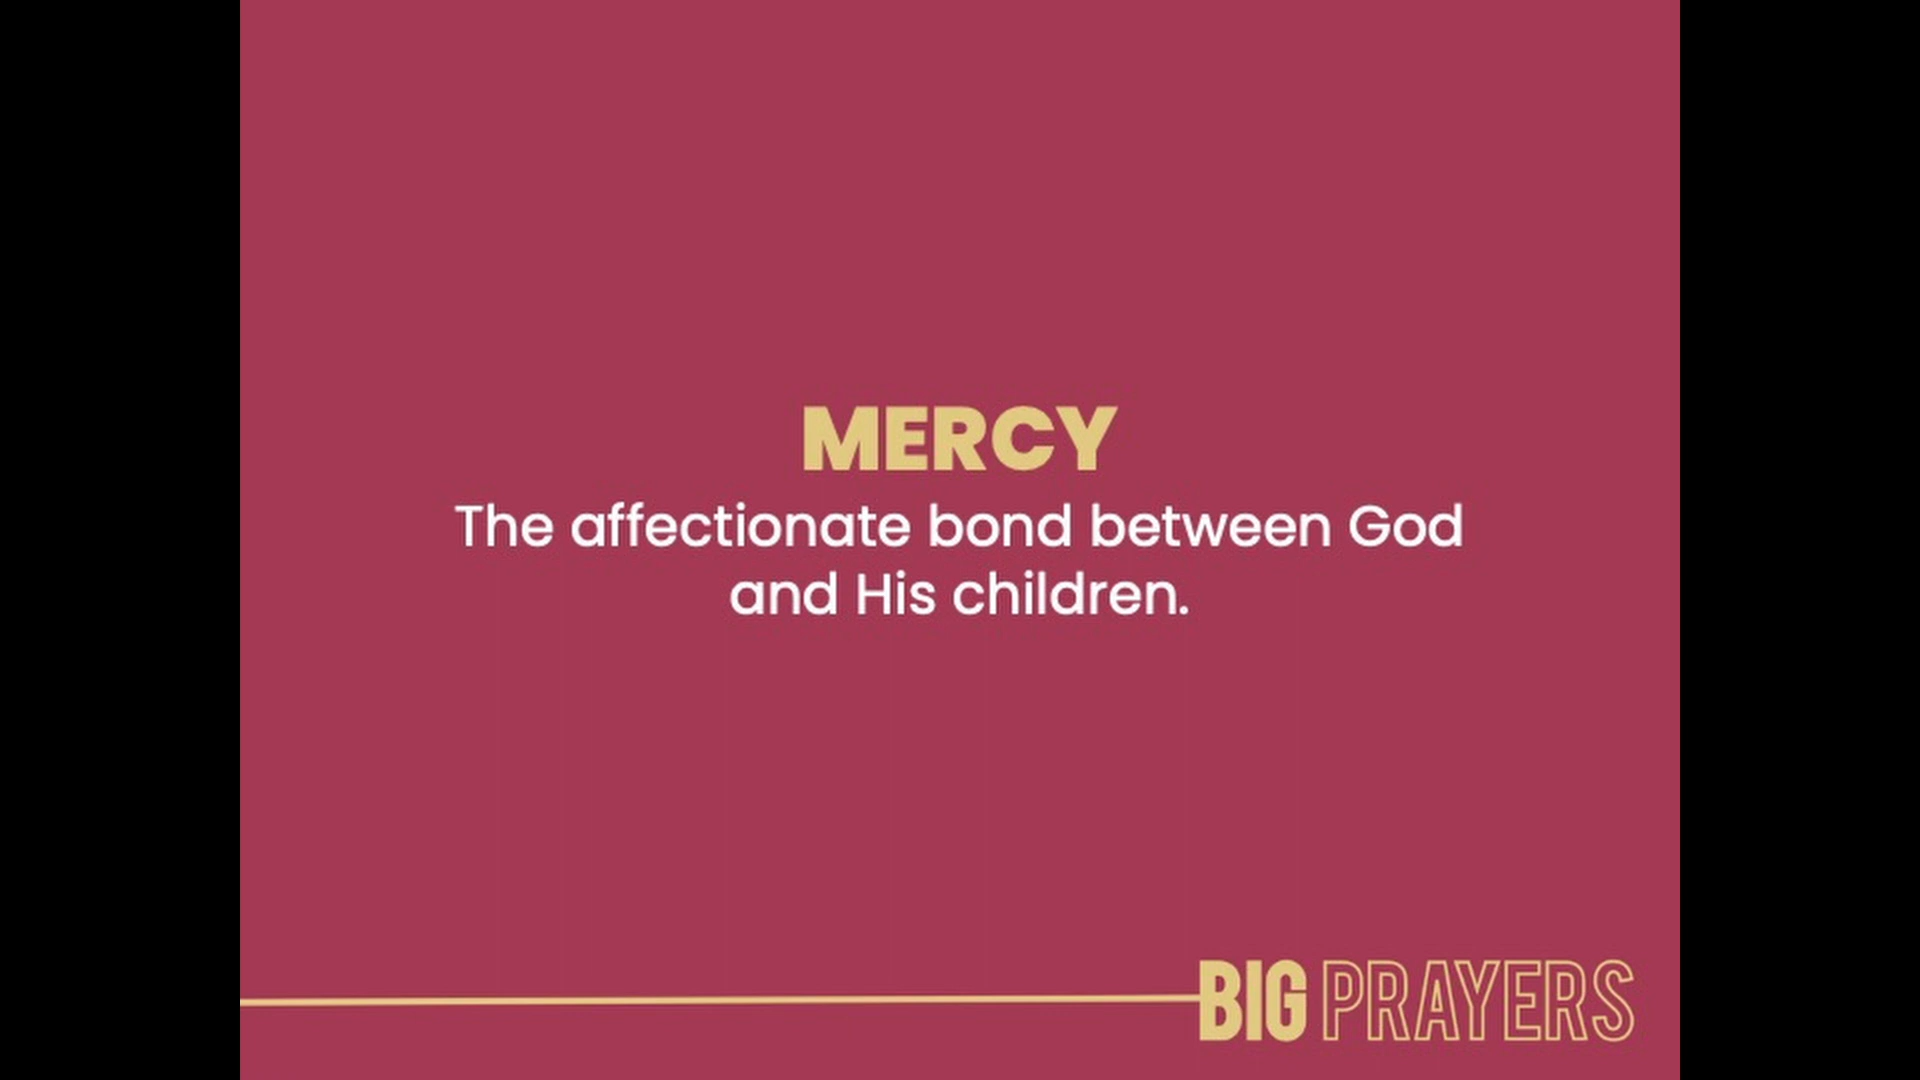 MERCY
The affectionate bond between God
and His children.
BIG PRAYERS